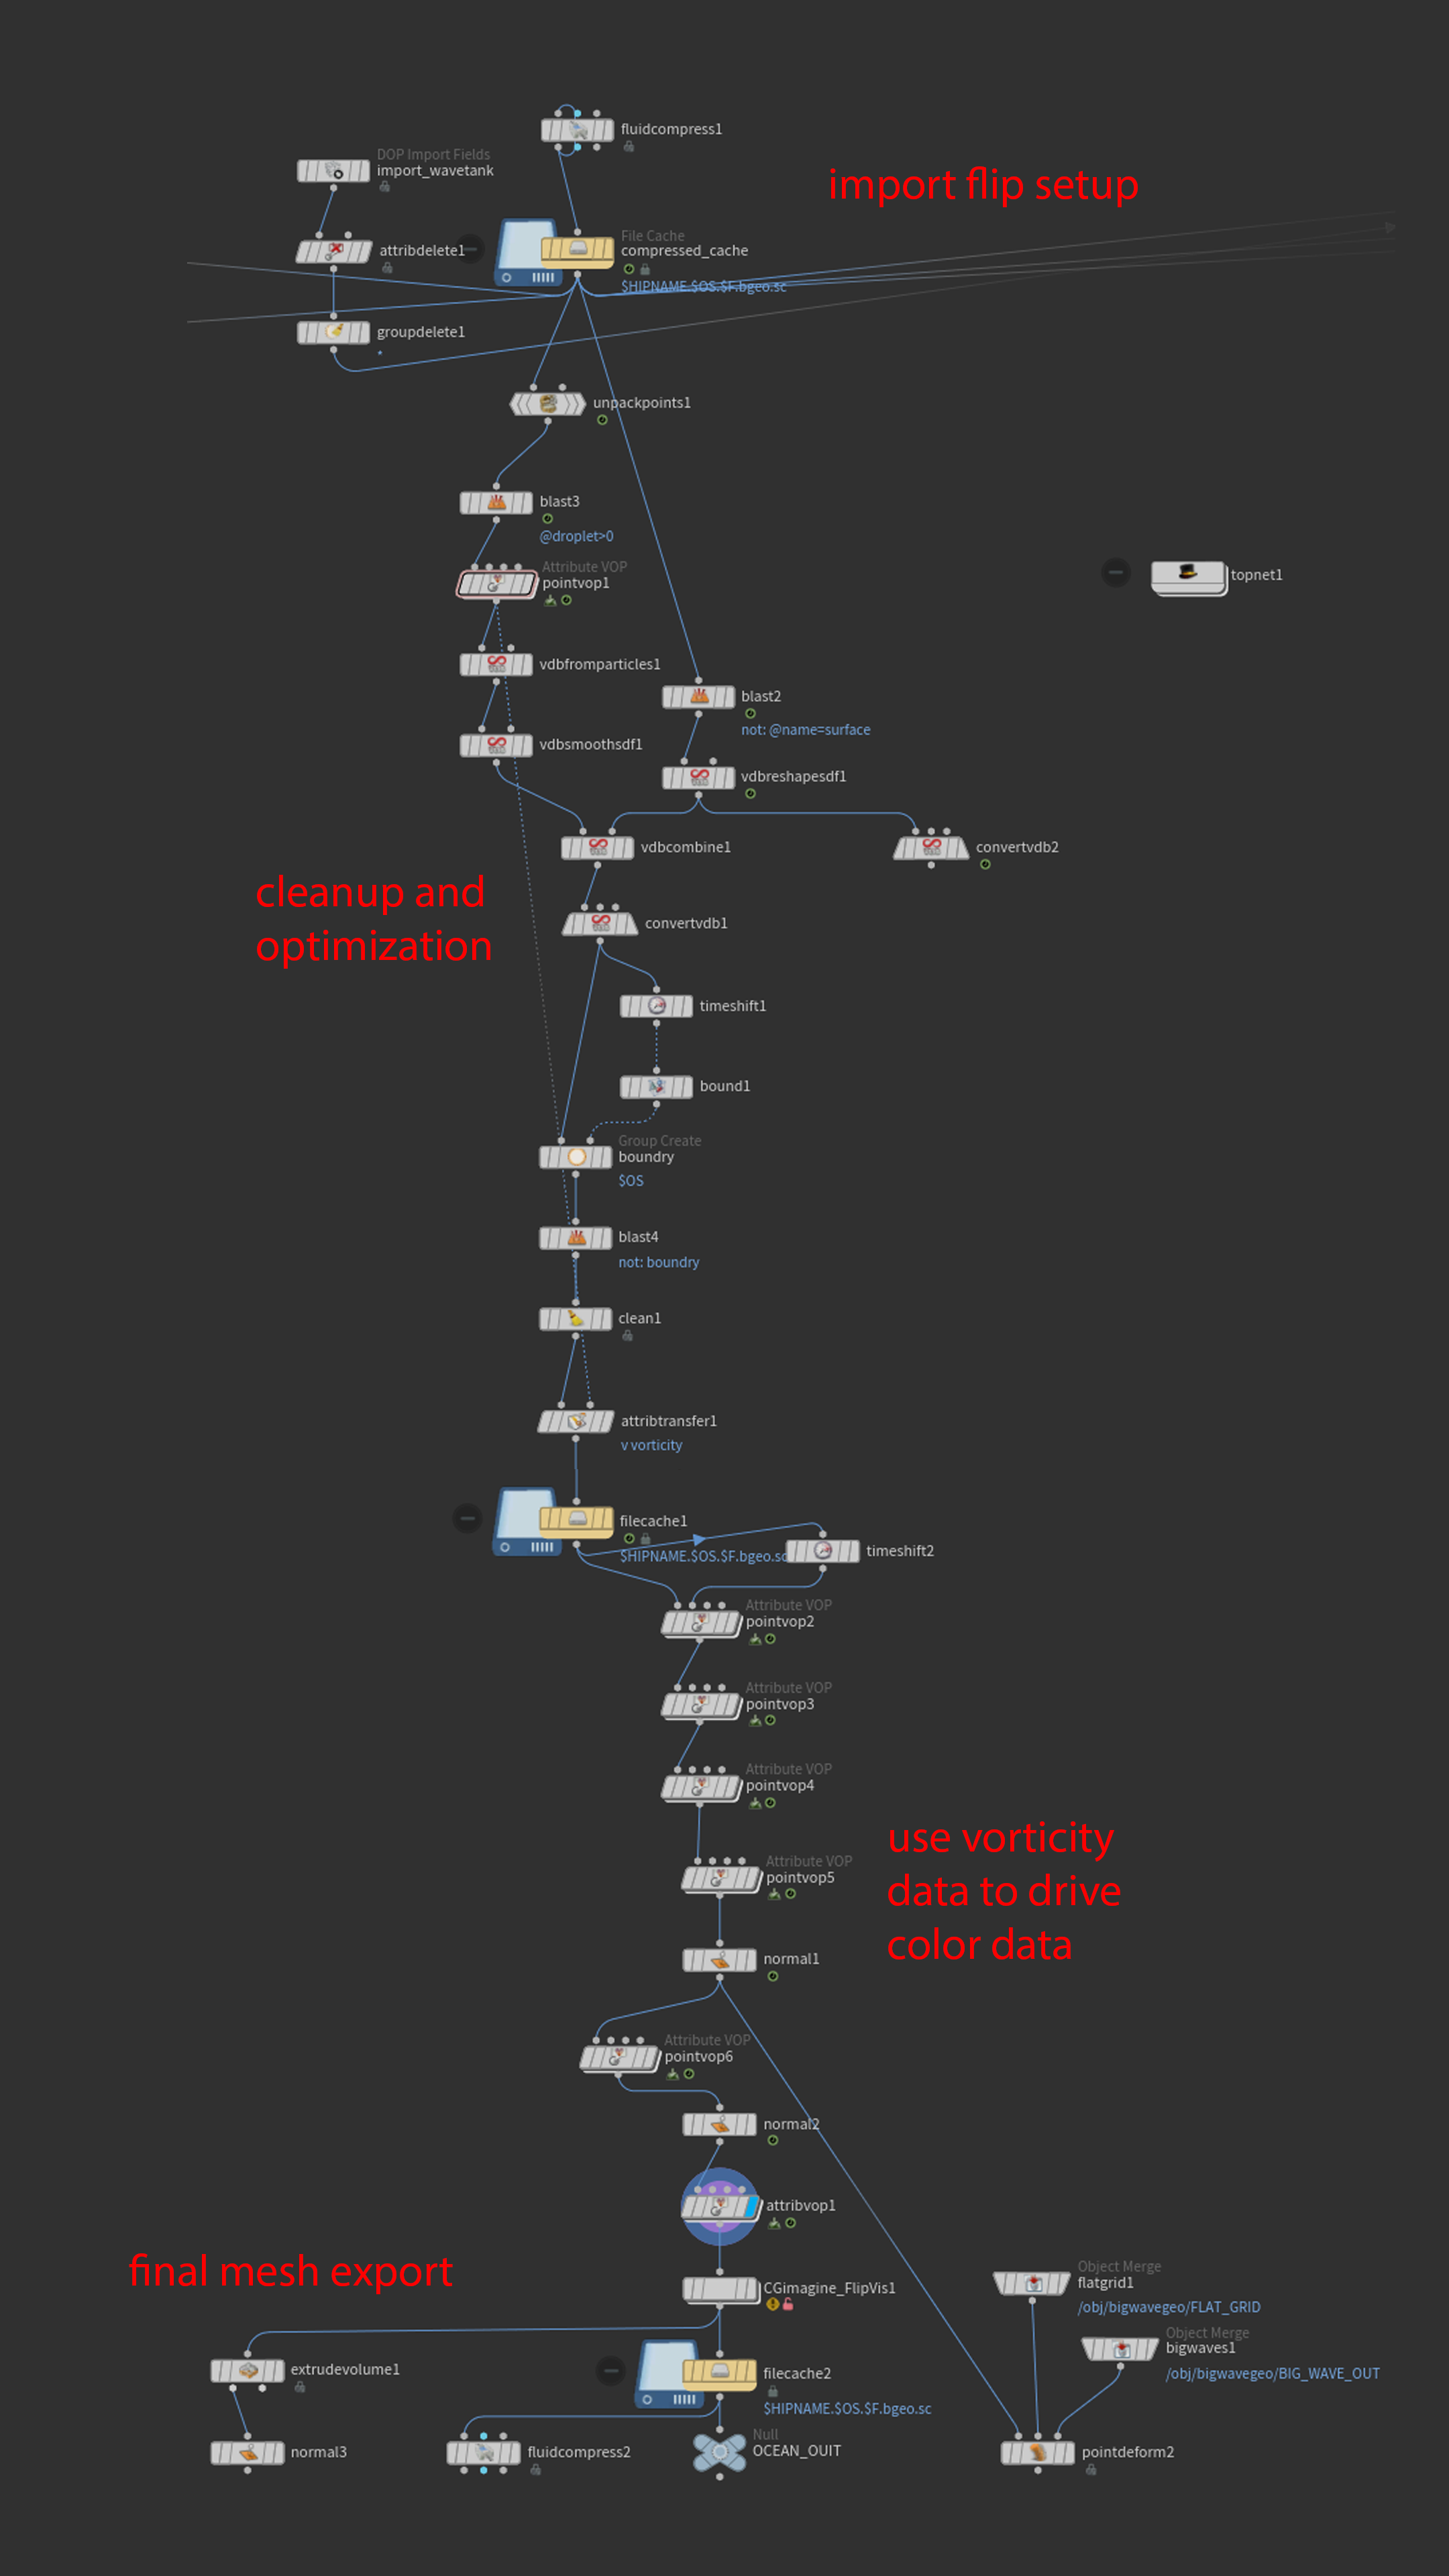 fluidcompress1
DOP Import Fields
import_wavetank
import flip setup
File Cache
attribdelete1
compressed_cache
$HIPNAME.$OS.$F.bgeo.sc
groupdelete1
*
unpackpoints1
blast3
@droplet>0
Attribute VOP
pointvop1
topnet1
vdbfromparticles1
blast2
not: @name=surface
vdbsmoothsdf1
vdbreshapesdf1
vdbcombine1
convertvdb2
cleanup and
optimization
convertvdb1
timeshift1
bound1
Group Create
boundry
$OS
blast4
not: boundry
clean1
attribtransfer1
v vorticity
filecache1
$HIPNAME.$OS.$F.bgeo.sc
timeshift2
Attribute VOP
pointvop2
Attribute VOP
pointvop3
Attribute VOP
pointvop4
use vorticity
data to drive
color data
Attribute VOP
pointvop5
normal1
Attribute VOP
pointvop6
normal2
attribvop1
final mesh export
CGimagine_FlipVis1
Object Merge
flatgrid1
/obj/bigwavegeo/FLAT_GRID
Object Merge
bigwaves1
/obj/bigwavegeo/BIG_WAVE_OUT
extrudevolume1
filecache2
$HIPNAME.$OS.$F.bgeo.sc
normal3
fluidcompress2
Null
OCEAN_OUIT
pointdeform2